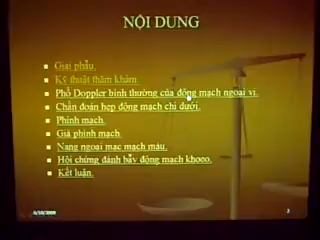 NỘI DUNG
Giải phẫu.
Kỹ thuật thăm khám.
Phổ Doppler bình thường của động mạch ngoại vi.
Chẩn đoán hẹp động mạch chi dưới.
Phình mạch.
Giả phình mạch.
Nang ngoại mạc mạch máu.
Hội chứng đánh bẫy động mạch khoeo.
Kết luận.
2